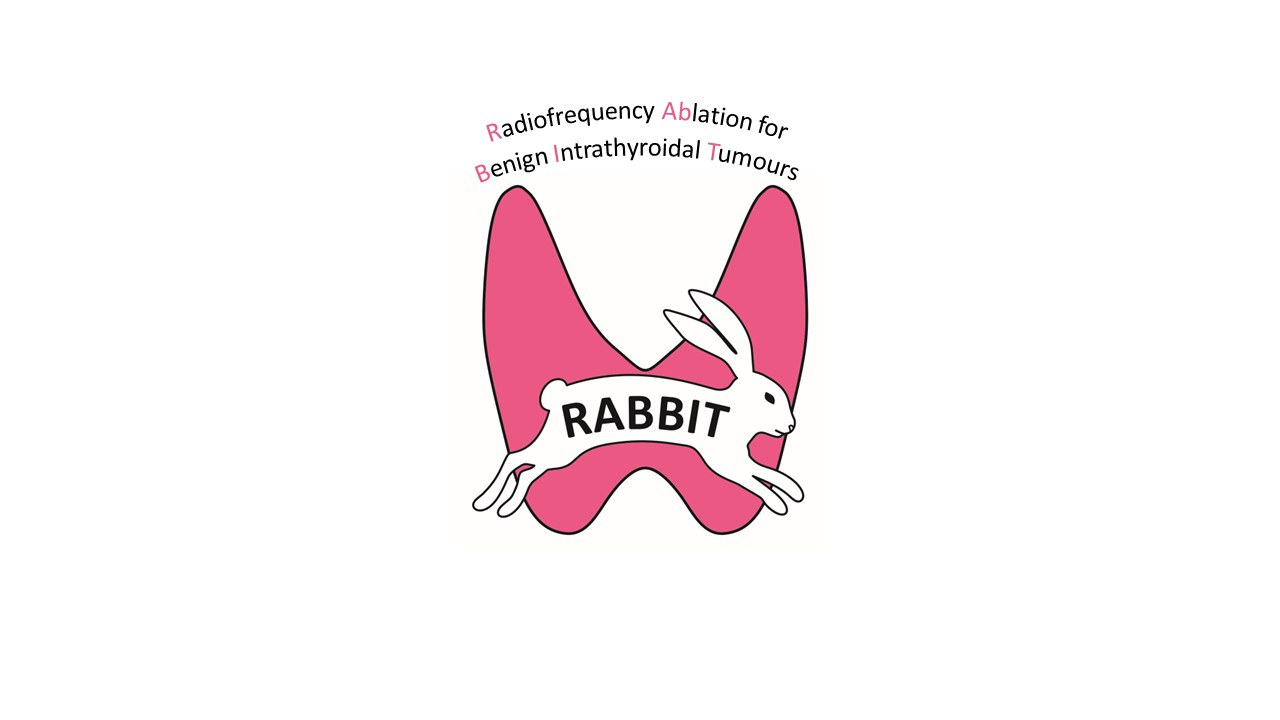 Radiofrequency Ablation for
Benign Intrathyroidal Tumours
RABBIT